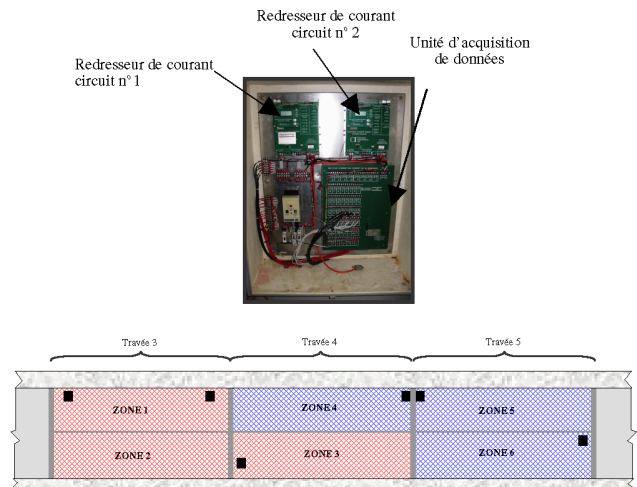 Redresseur de courant
circuit n° 2
Redresseur de courant
circuit n° 1
Unité d'acquisition
de données
Travée 3
Travée 4
Travée 5
ZONE 1
ZONE 4
ZONE 5
ZONE 2
ZONE 3
ZONE 6